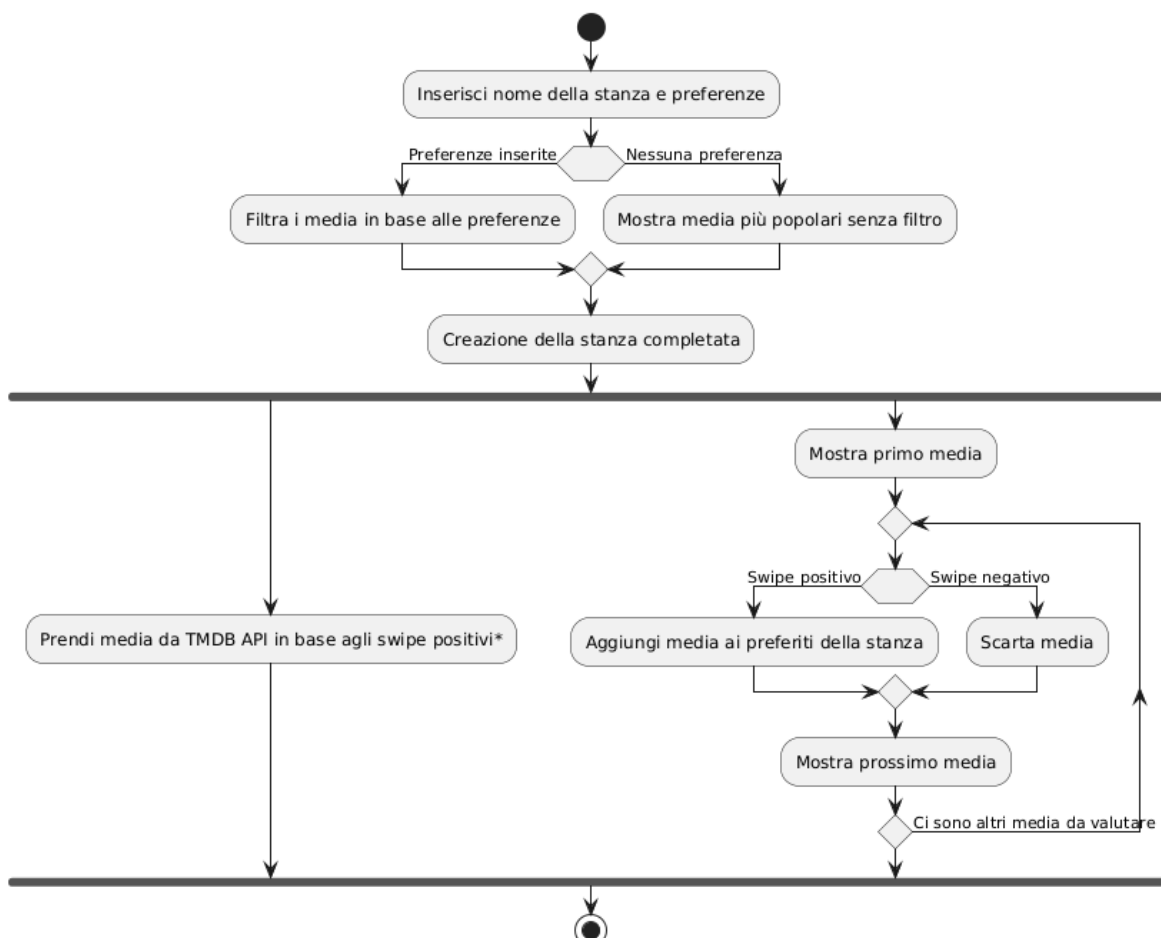 Inserisci nome della stanza e preferenze
Preferenze inserite
Nessuna preferenza
Filtra i media in base alle preferenze
Mostra media più popolari senza filtro
Creazione della stanza completata
Mostra primo media
Swipe positivo
Swipe negativo
Prendi media da TMDB API in base agli swipe positivi*
Aggiungi media ai preferiti della stanza
Scarta media
Mostra prossimo media
Ci sono altri media da valutare